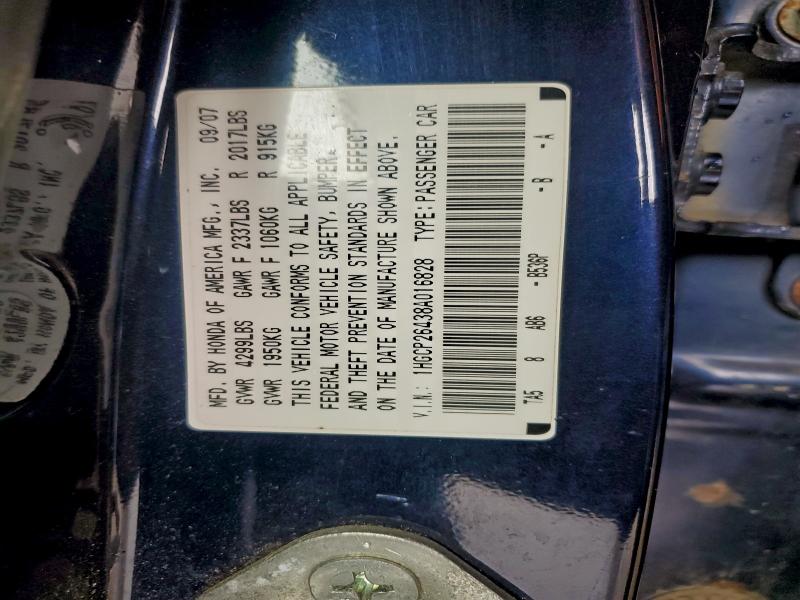 MFD. BY HONDA OF AMERICA MFG., INC. 09/07
GVWR 4299LBS GAWR F 2337LBS R 2017LBS
GVWR 1950KG GAWR F 1060KG R 915KG
THIS VEHICLE CONFORMS TO ALL APPLICABLE
FEDERAL MOTOR VEHICLE SAFETY, BUMPER,
AND THEFT PREVENTION STANDARDS IN EFFECT
ON THE DATE OF MANUFACTURE SHOWN ABOVE.
V.I.N.: 1HGCP26438A016828 TYPE:PASSENGER CAR
TA5 8 AB6 - B536P - B - A